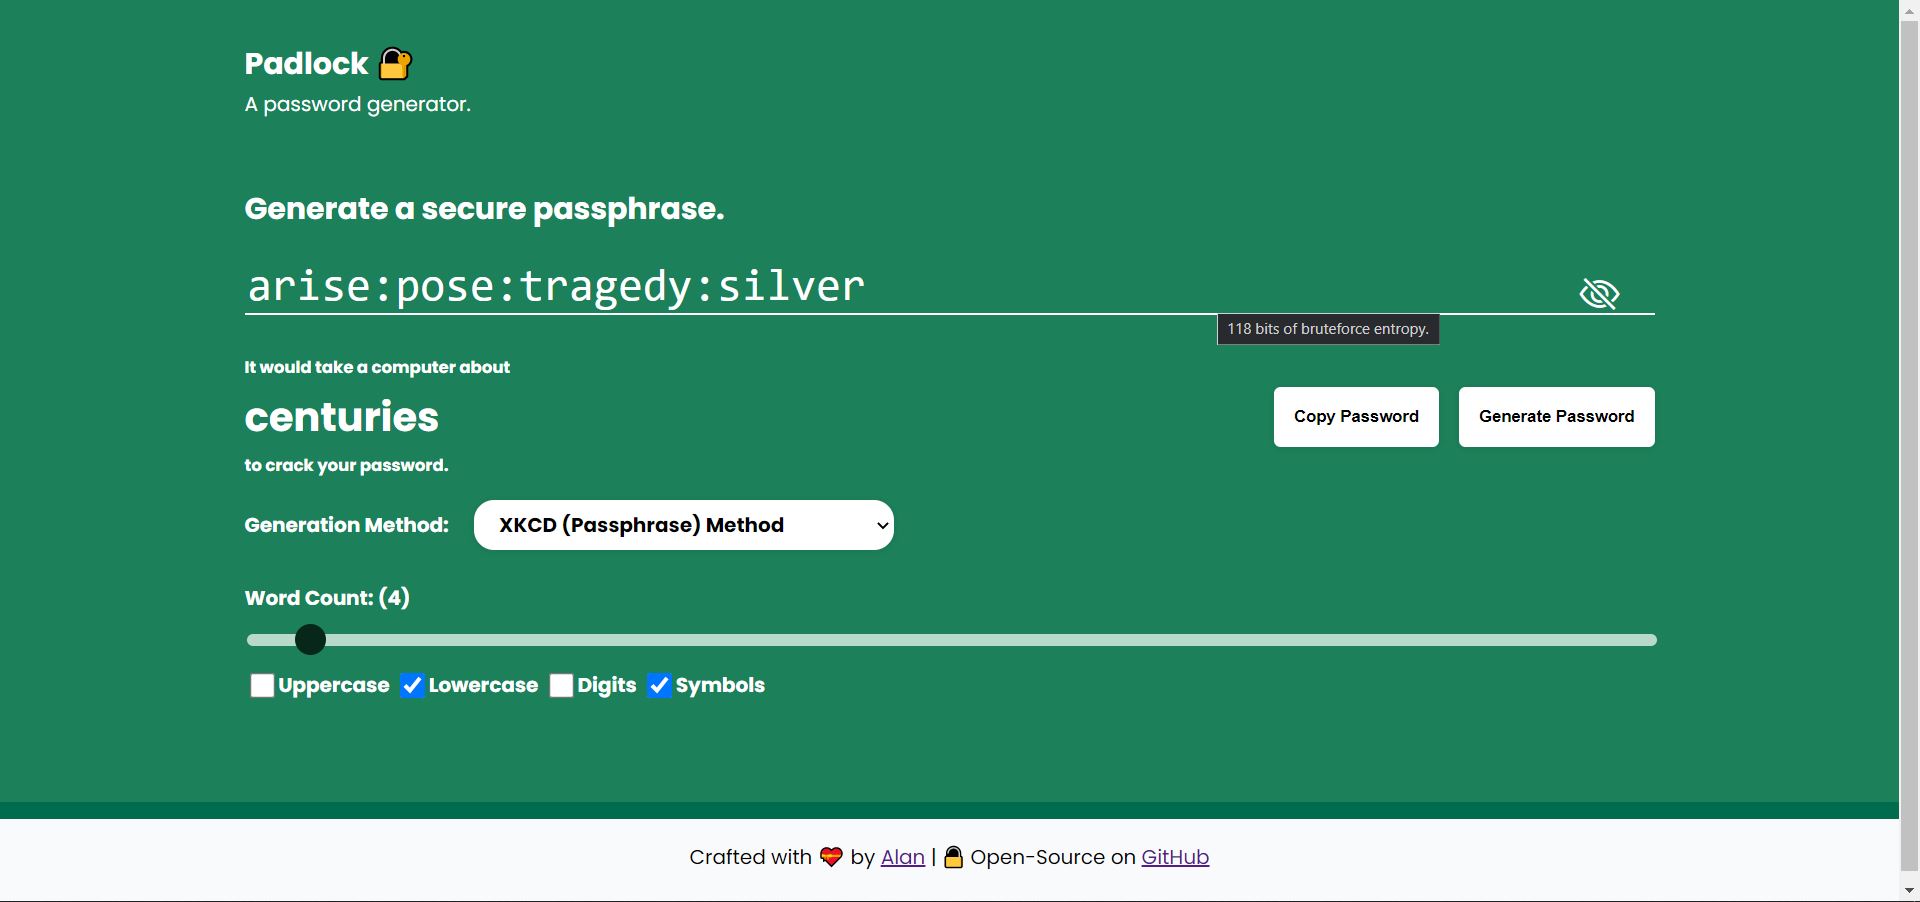 Padlock
A password generator.
Generate a secure passphrase.
arise:pose:tragedy:silver
118 bits of bruteforce entropy.
It would take a computer about
centuries
to crack your password.
Copy Password
Generate Password
Generation Method:
XKCD (Passphrase) Method
Word Count: (4)
Uppercase Lowercase Digits Symbols
Crafted with 💝 by Alan | 🔒 Open-Source on GitHub